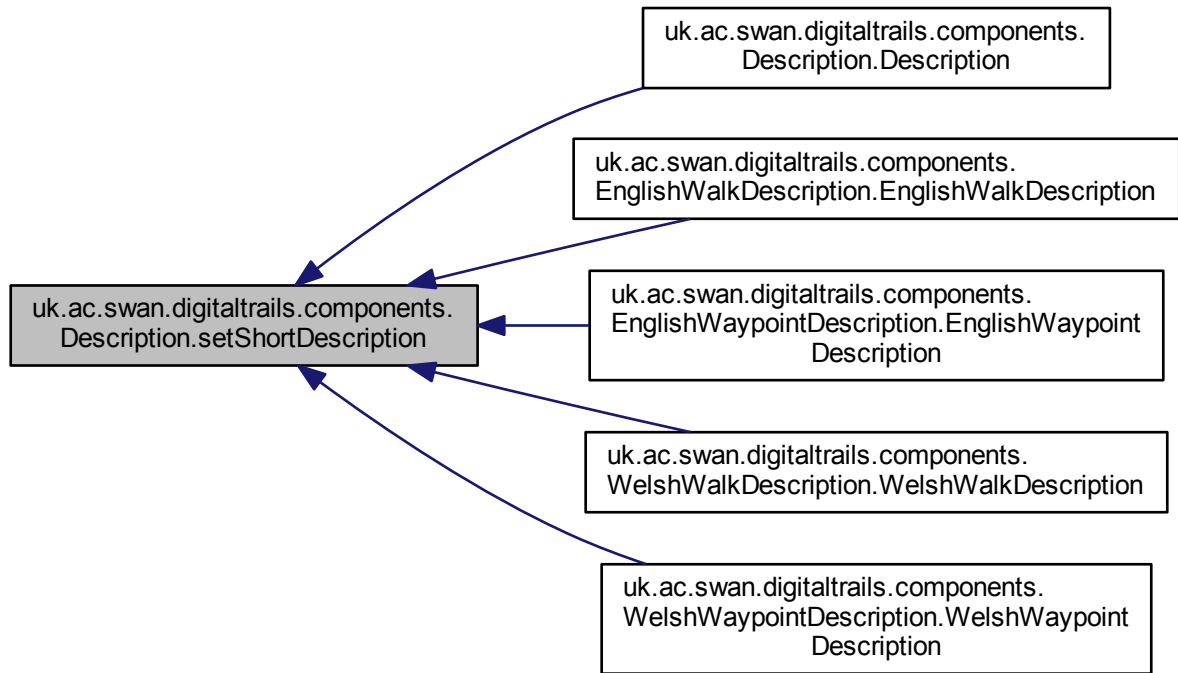 uk.ac.swan.digitaltrails.components.
Description.Description
uk.ac.swan.digitaltrails.components.
EnglishWalkDescription.EnglishWalkDescription
uk.ac.swan.digitaltrails.components.
EnglishWaypointDescription.EnglishWaypoint
Description
uk.ac.swan.digitaltrails.components.
Description.setShortDescription
uk.ac.swan.digitaltrails.components.
WelshWalkDescription.WelshWalkDescription
uk.ac.swan.digitaltrails.components.
WelshWaypointDescription.WelshWaypoint
Description